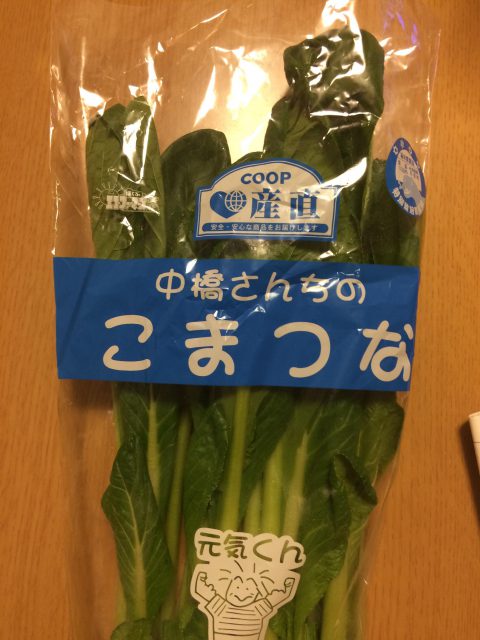 COOP
産直
安全・安心な商品をお届けします
中橋さんちの
こまつな
元気くん